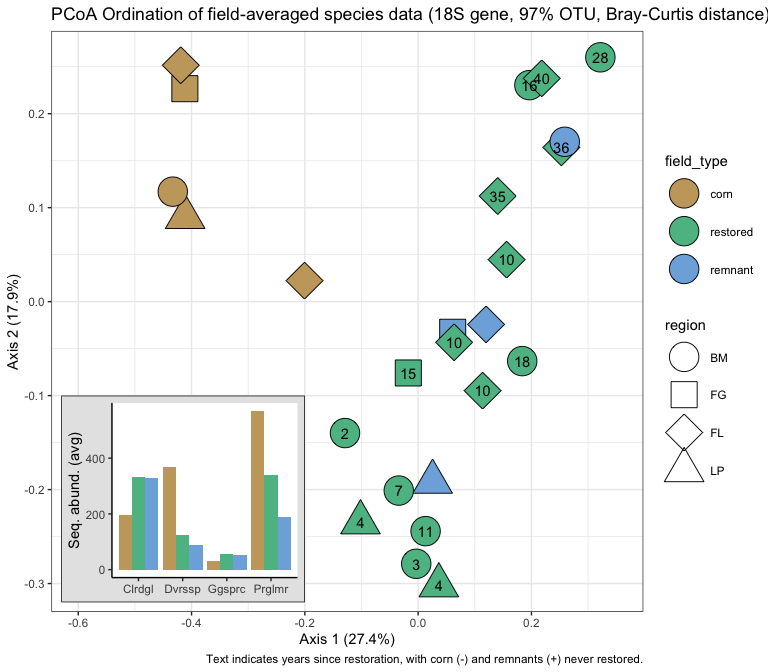 PCoA Ordination of field-averaged species data (18S gene, 97% OTU, Bray-Curtis distance)
28
16
40
36
35
10
10
18
15
10
2
7
4
11
3
4
0.2
0.1
0.0
-0.1
-0.2
-0.3
Axis 2 (17.9%)
-0.6
-0.4
-0.2
0.0
0.2
Axis 1 (27.4%)
Seq. abund. (avg)
400
200
0
Clrdgl
Dvrssp
Ggsprc
Prglmr
field_type
corn
restored
remnant
region
BM
FG
FL
LP
Text indicates years since restoration, with corn (-) and remnants (+) never restored.